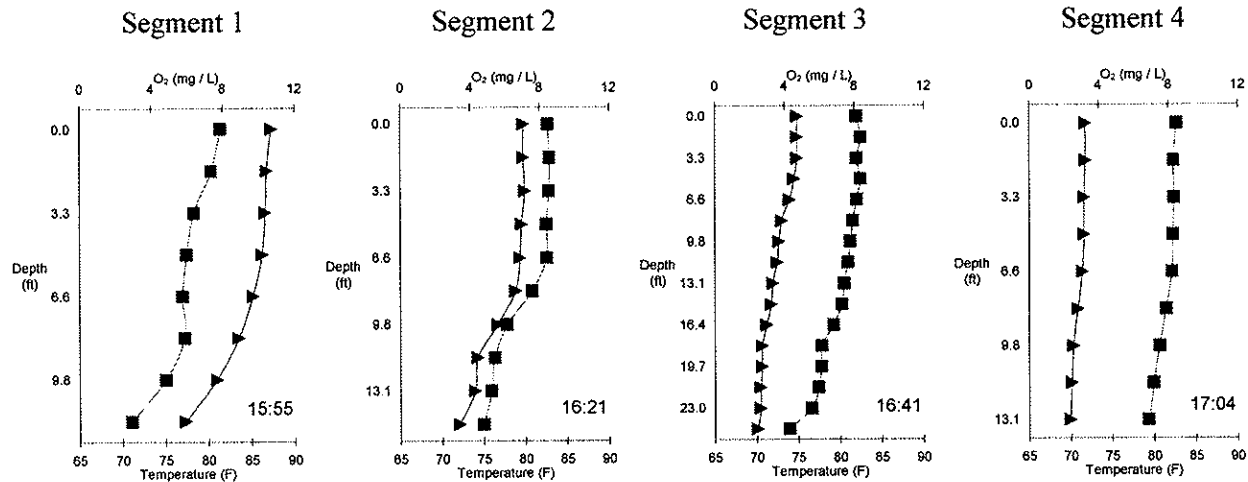 Segment 1
O₂ (mg / L)
0 4 8 12
0.0
3.3
Depth
(ft)
6.6
9.8
15:55
65 70 75 80 85 90
Temperature (F)
Segment 2
O₂ (mg / L)
0 4 8 12
0.0
3.3
6.6
Depth
(ft)
9.8
13.1
16:21
65 70 75 80 85 90
Temperature (F)
Segment 3
O₂ (mg / L)
0 4 8 12
0.0
3.3
6.6
9.8
Depth
(ft)
13.1
16.4
19.7
23.0
16:41
65 70 75 80 85 90
Temperature (F)
Segment 4
O₂ (mg / L)
0 4 8 12
0.0
3.3
Depth
(ft)
6.6
9.8
13.1
17:04
65 70 75 80 85 90
Temperature (F)